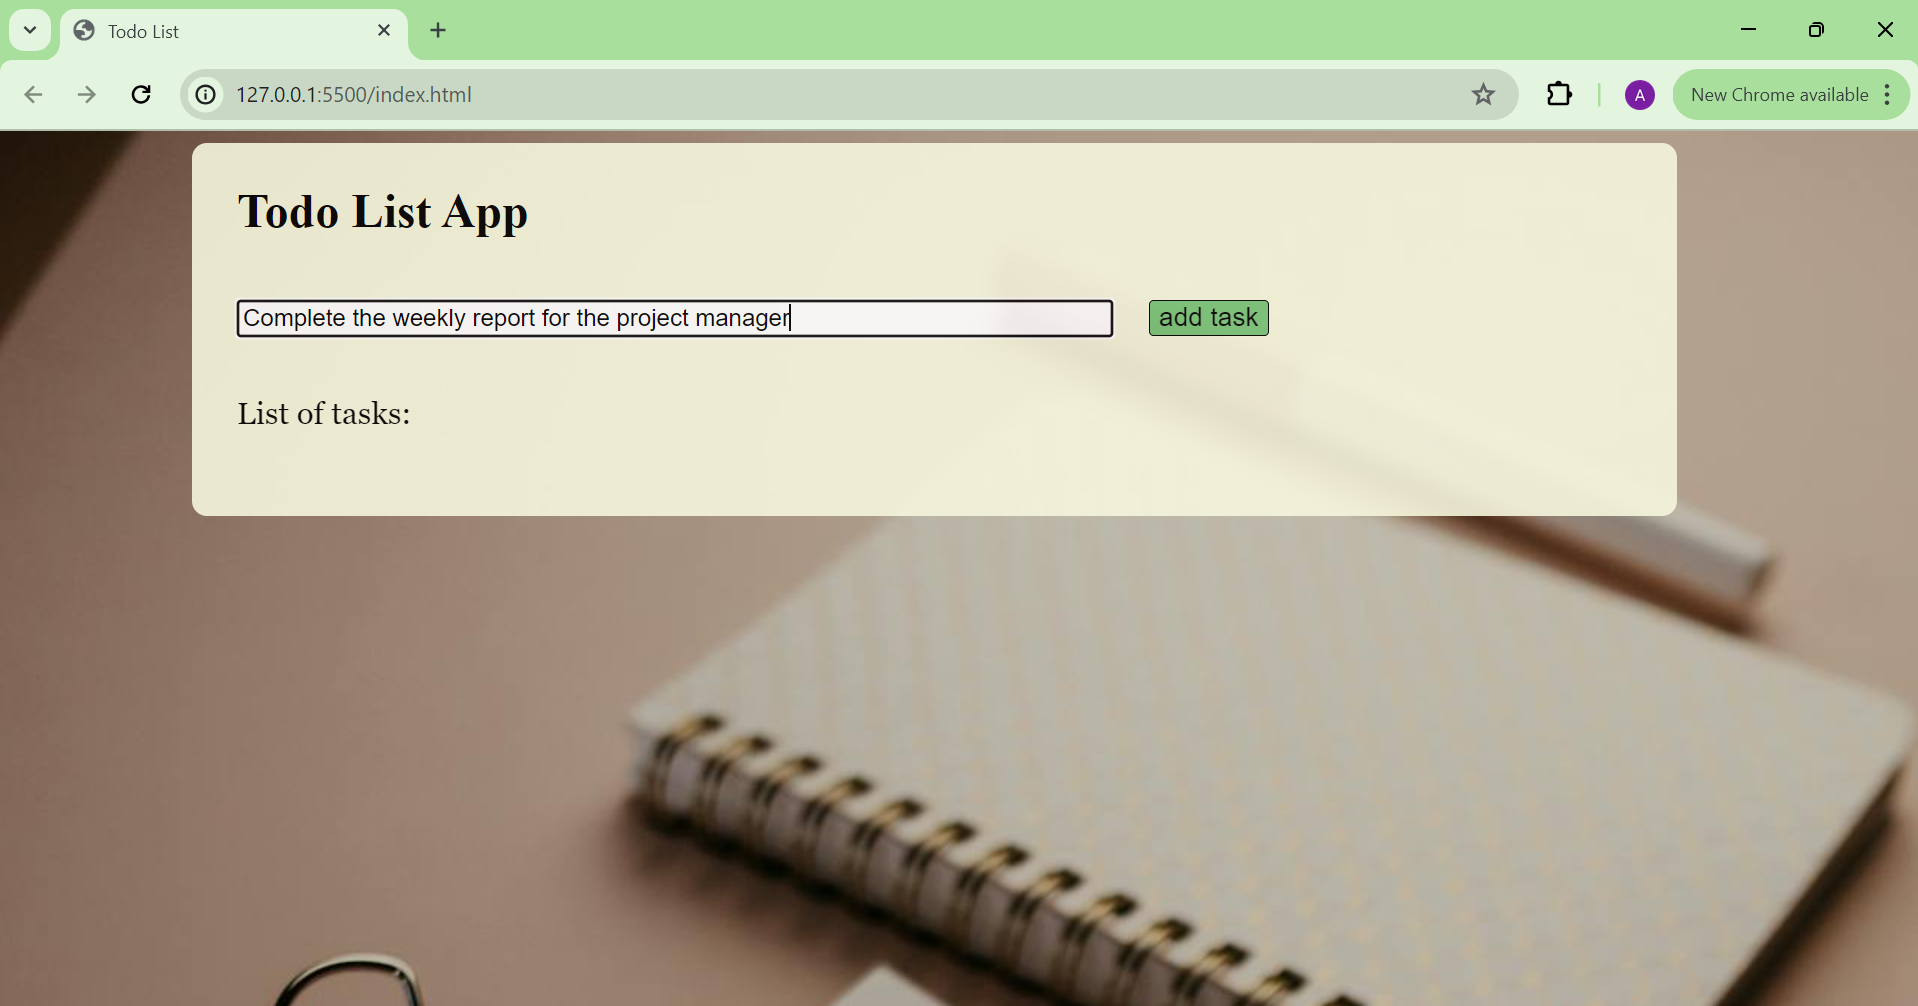 Todo List
127.0.0.1:5500/index.html
A
New Chrome available
Todo List App
Complete the weekly report for the project manager
add task
List of tasks: